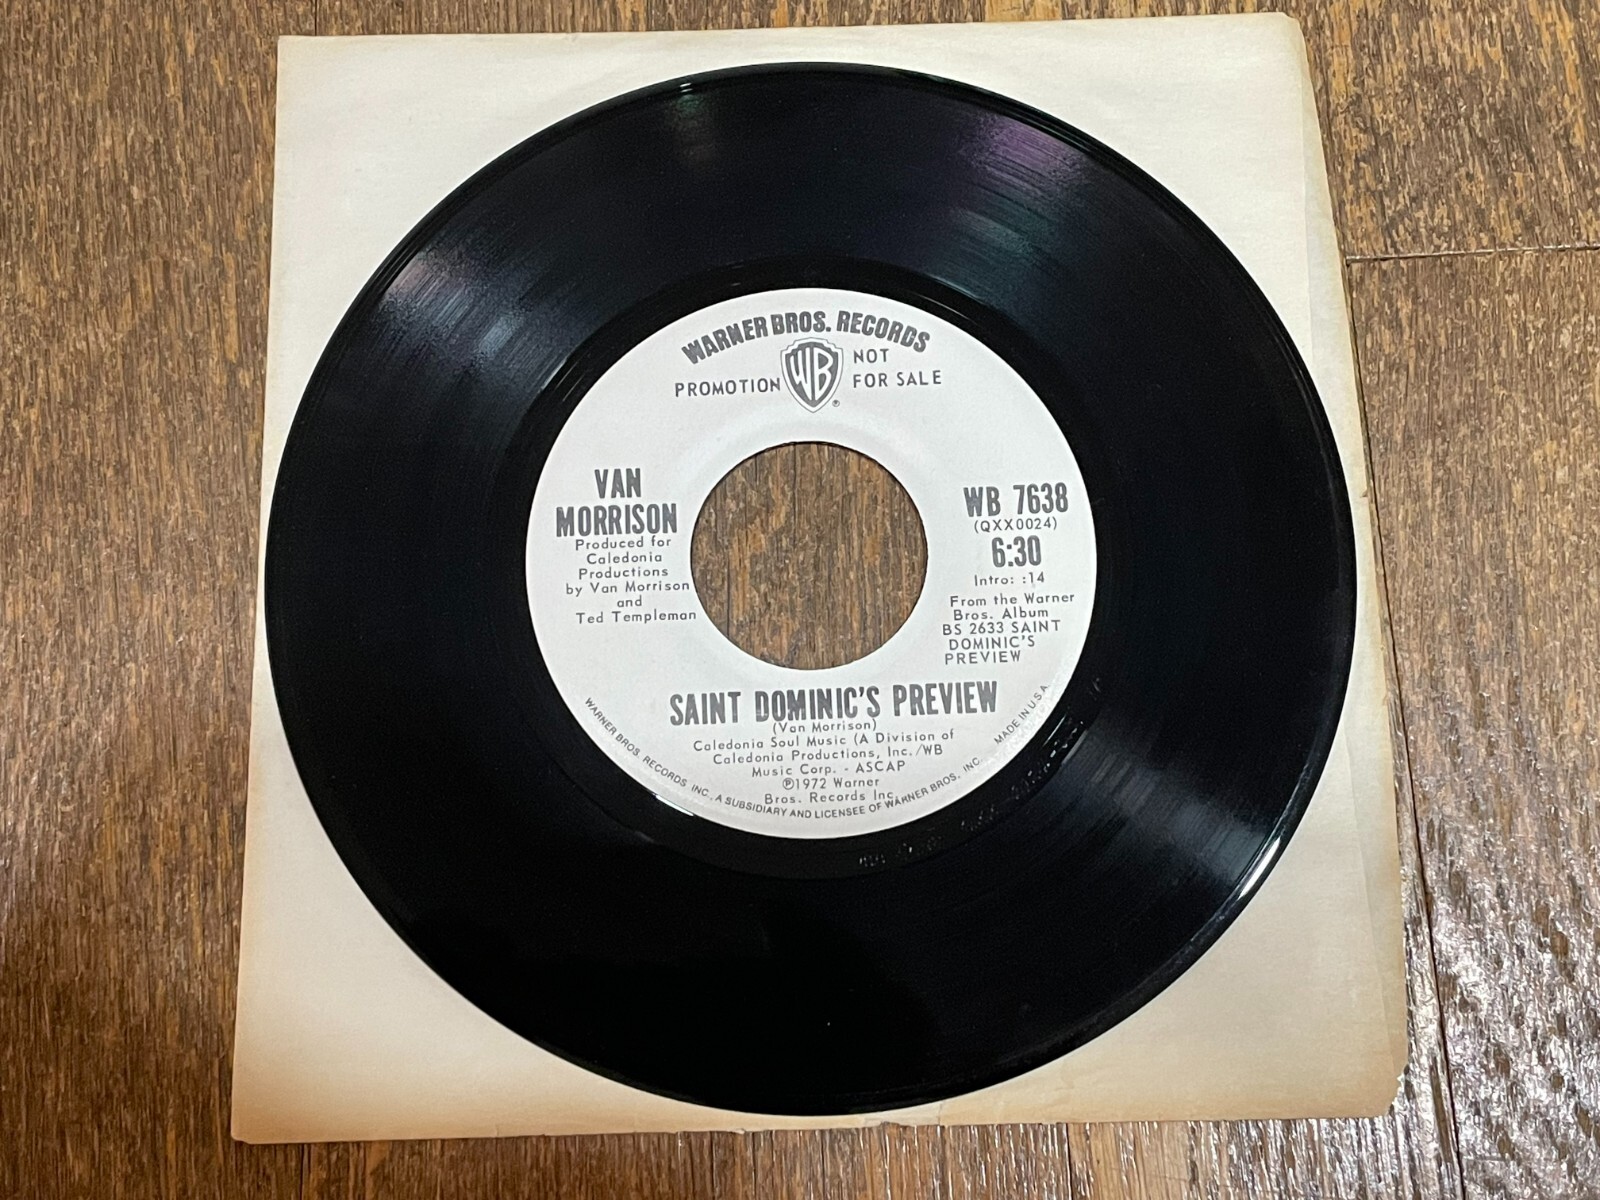 WARNER BROS. RECORDS
WB
®
PROMOTION
NOT
FOR SALE
VAN
MORRISON
Produced for
Caledonia
Productions
by Van Morrison
and
Ted Templeman
WB 7638
(QXX0024)
6:30
Intro: :14
From the Warner
Bros. Album
BS 2633 SAINT
DOMINIC'S
PREVIEW
SAINT DOMINIC'S PREVIEW
(Van Morrison)
Caledonia Soul Music (A Division of
Caledonia Productions, Inc./WB
Music Corp. - ASCAP
℗1972 Warner
Bros. Records Inc.
WARNER BROS. RECORDS INC., A SUBSIDIARY AND LICENSEE OF WARNER BROS. INC. MADE IN U.S.A.